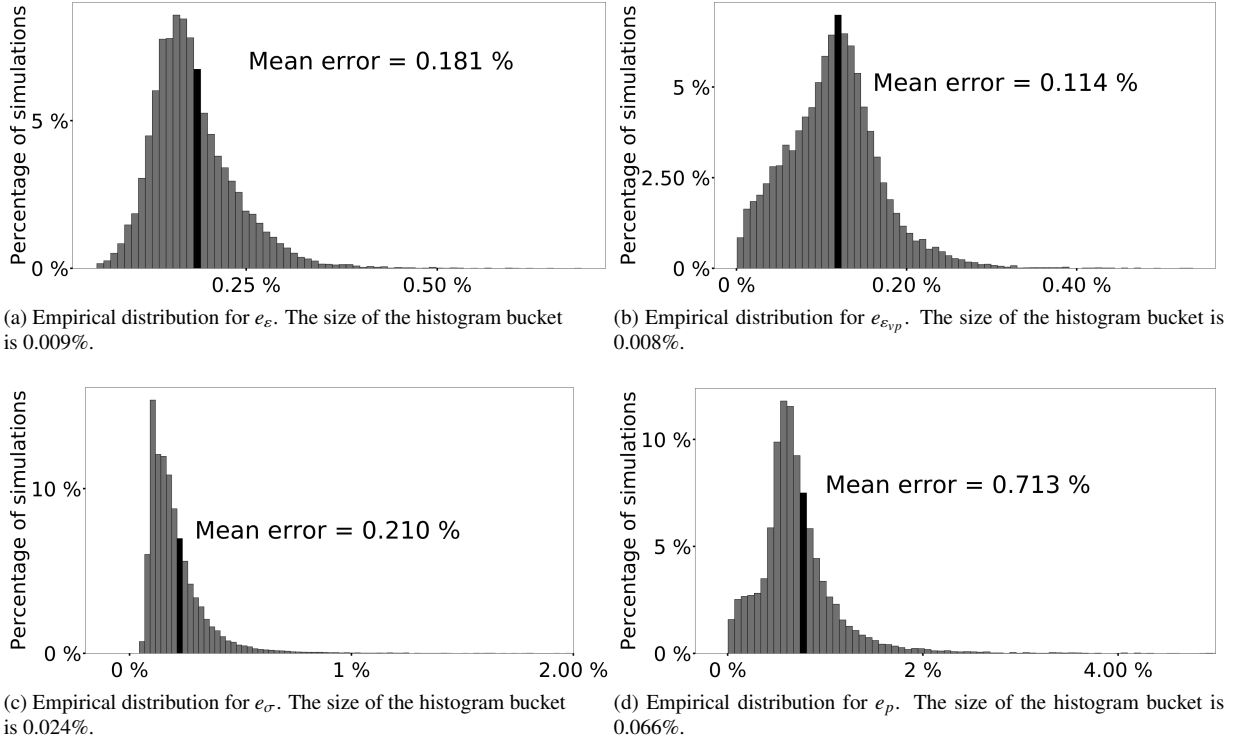 Percentage of simulations
5 %
0 %
Mean error = 0.181 %
0.25 %
0.50 %
(a) Empirical distribution for eε. The size of the histogram bucket
is 0.009%.
Percentage of simulations
5 %
2.50 %
0 %
Mean error = 0.114 %
0 %
0.20 %
0.40 %
(b) Empirical distribution for eεvp. The size of the histogram bucket is
0.008%.
Percentage of simulations
10 %
0 %
Mean error = 0.210 %
0 %
1 %
2.00 %
(c) Empirical distribution for eσ. The size of the histogram bucket
is 0.024%.
Percentage of simulations
10 %
5 %
0 %
Mean error = 0.713 %
0 %
2 %
4.00 %
(d) Empirical distribution for ep. The size of the histogram bucket is
0.066%.